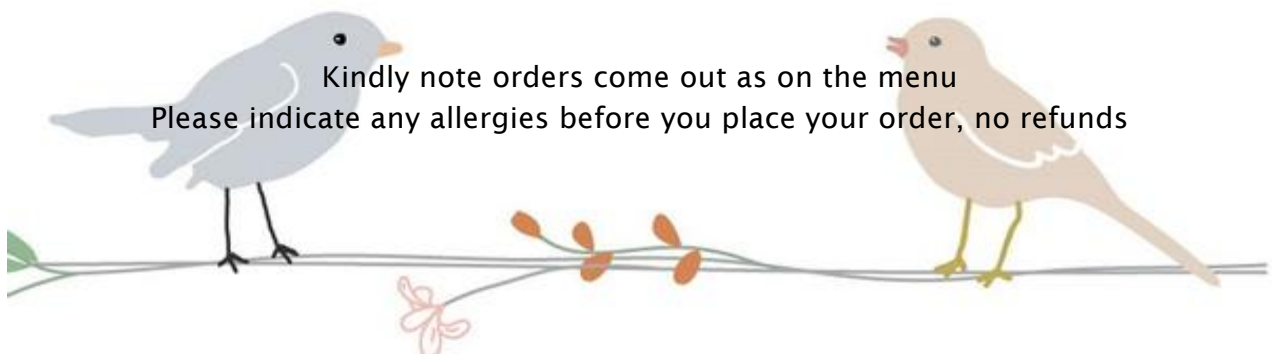 Kindly note orders come out as on the menu
Please indicate any allergies before you place your order, no refunds